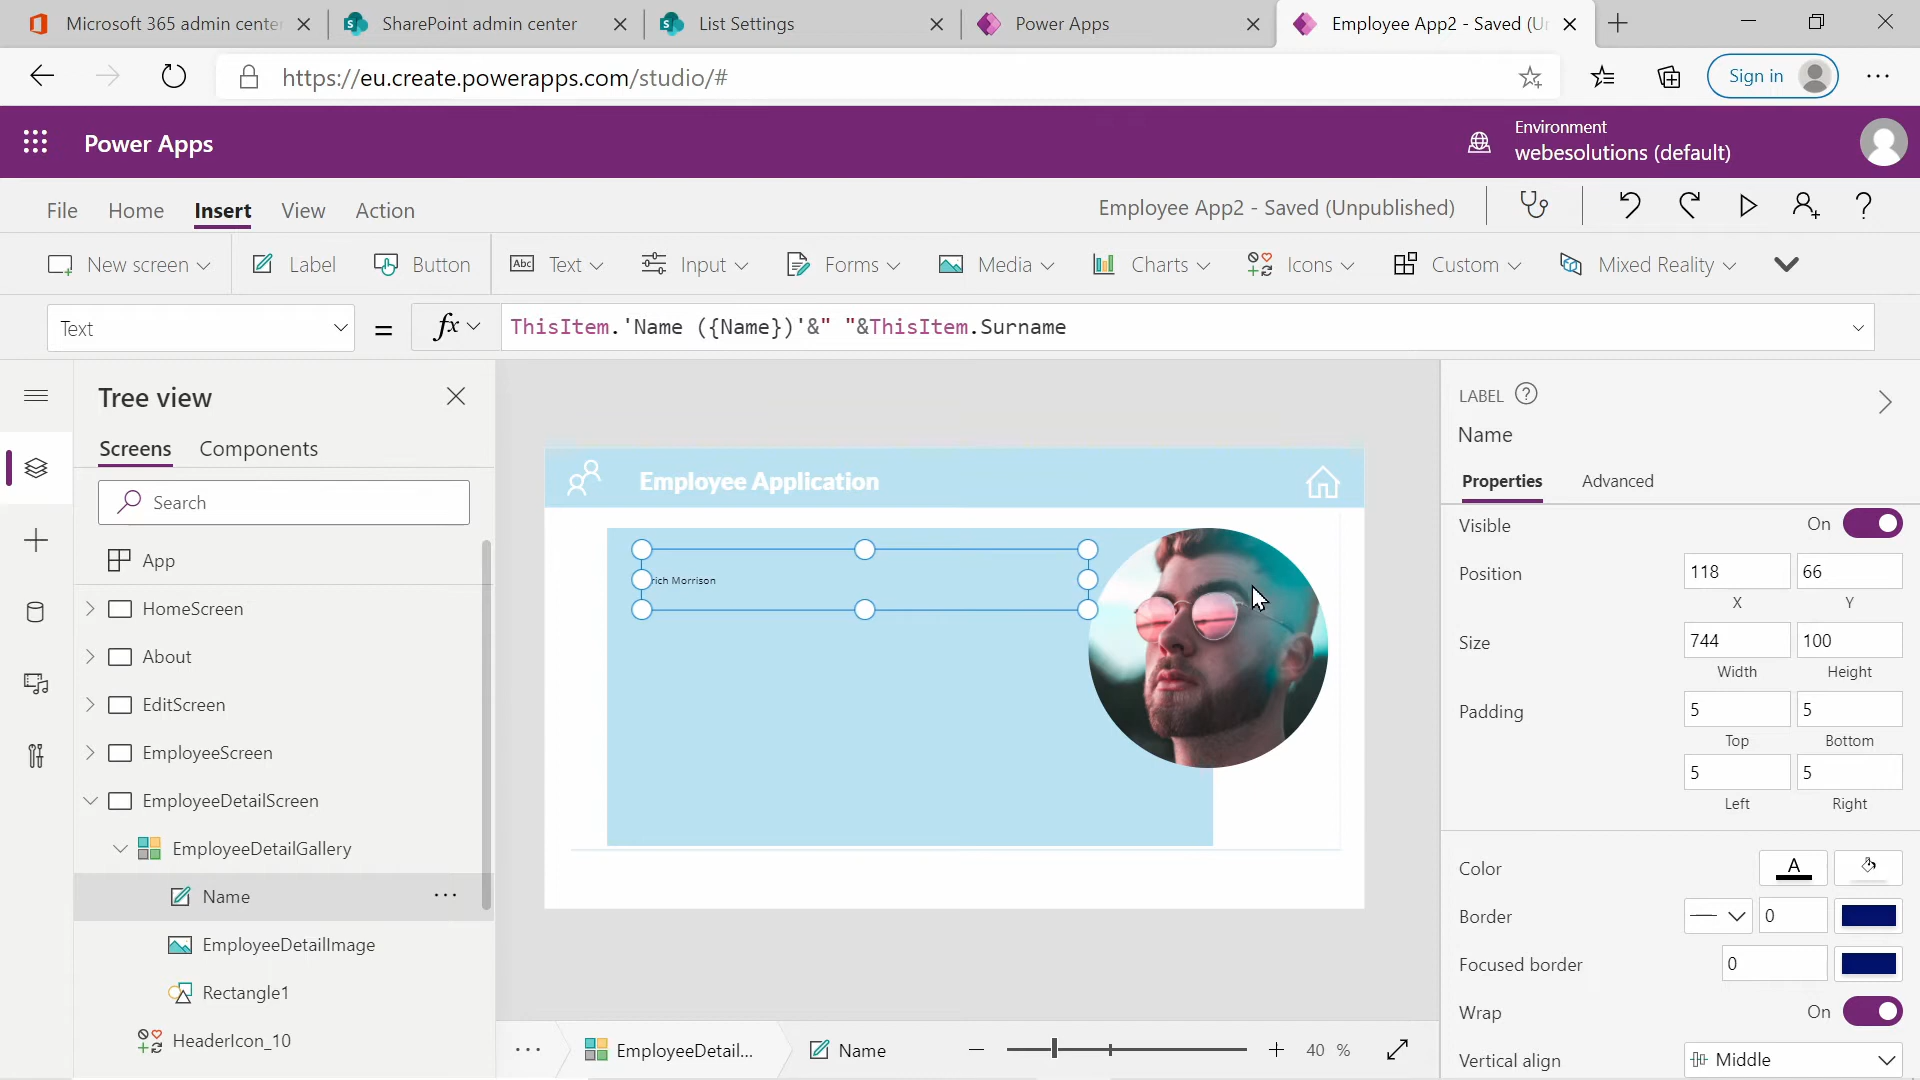 Microsoft 365 admin center
SharePoint admin center
List Settings
Power Apps
Employee App2 - Saved (Ur
https://eu.create.powerapps.com/studio/#
Sign in
Power Apps
Environment
webesolutions (default)
File
Home
Insert
View
Action
Employee App2 - Saved (Unpublished)
New screen
Label
Button
Abc
Text
Input
Forms
Media
Charts
Icons
Custom
Mixed Reality
Text
=
fx
ThisItem.'Name ({Name})'&" "&ThisItem.Surname
Tree view
Screens
Components
Search
App
HomeScreen
About
EditScreen
EmployeeScreen
EmployeeDetailScreen
EmployeeDetailGallery
Name
EmployeeDetailImage
Rectangle1
HeaderIcon_10
Employee Application
rich Morrison
EmployeeDetail...
Name
40 %
LABEL
Name
Properties
Advanced
Visible
On
Position
118
66
X
Y
Size
744
100
Width
Height
Padding
5
5
Top
Bottom
5
5
Left
Right
Color
A
Border
0
Focused border
0
Wrap
On
Vertical align
Middle